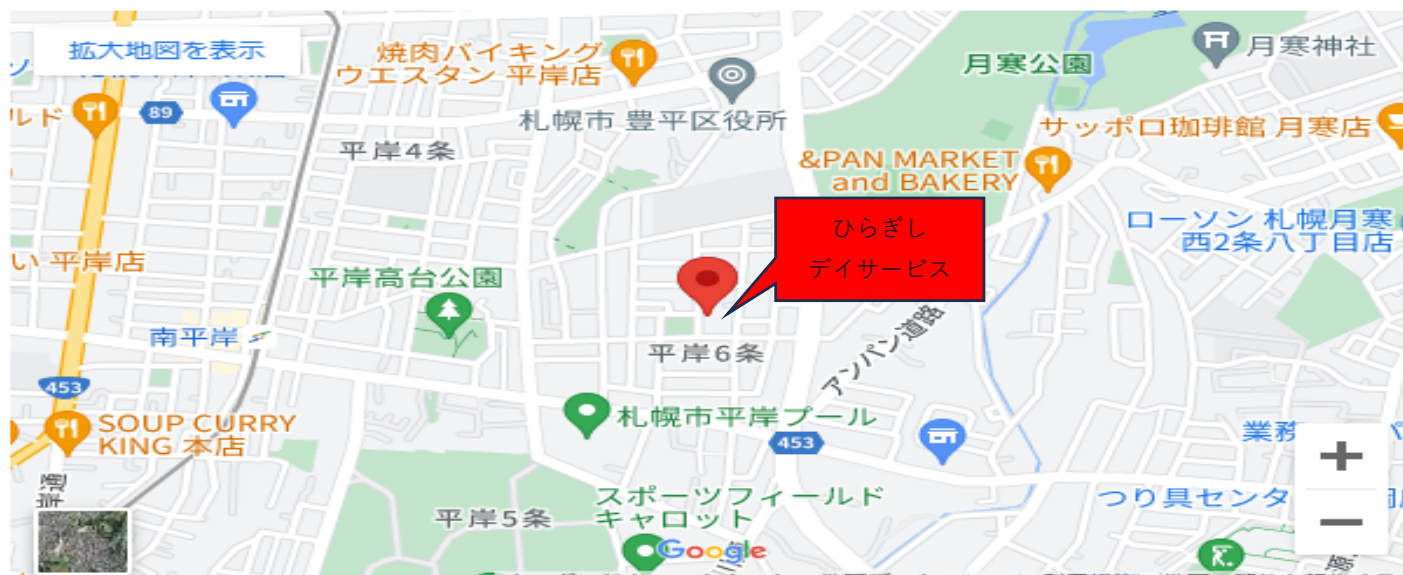 拡大地図を表示
焼肉バイキング
ウエスタン 平岸店
月寒公園
月寒神社
ルド
89
札幌市 豊平区役所
サッポロ珈琲館 月寒店
平岸4条
&PAN MARKET
and BAKERY
ひらぎし
デイサービス
ローソン 札幌月寒
西2条八丁目店
い 平岸店
平岸高台公園
南平岸
平岸6条
アンパン道路
453
SOUP CURRY
KING 本店
札幌市平岸プール
453
業務
+
スポーツフィールド
キャロット
つり具センタ
平岸5条
岸通
−
Google